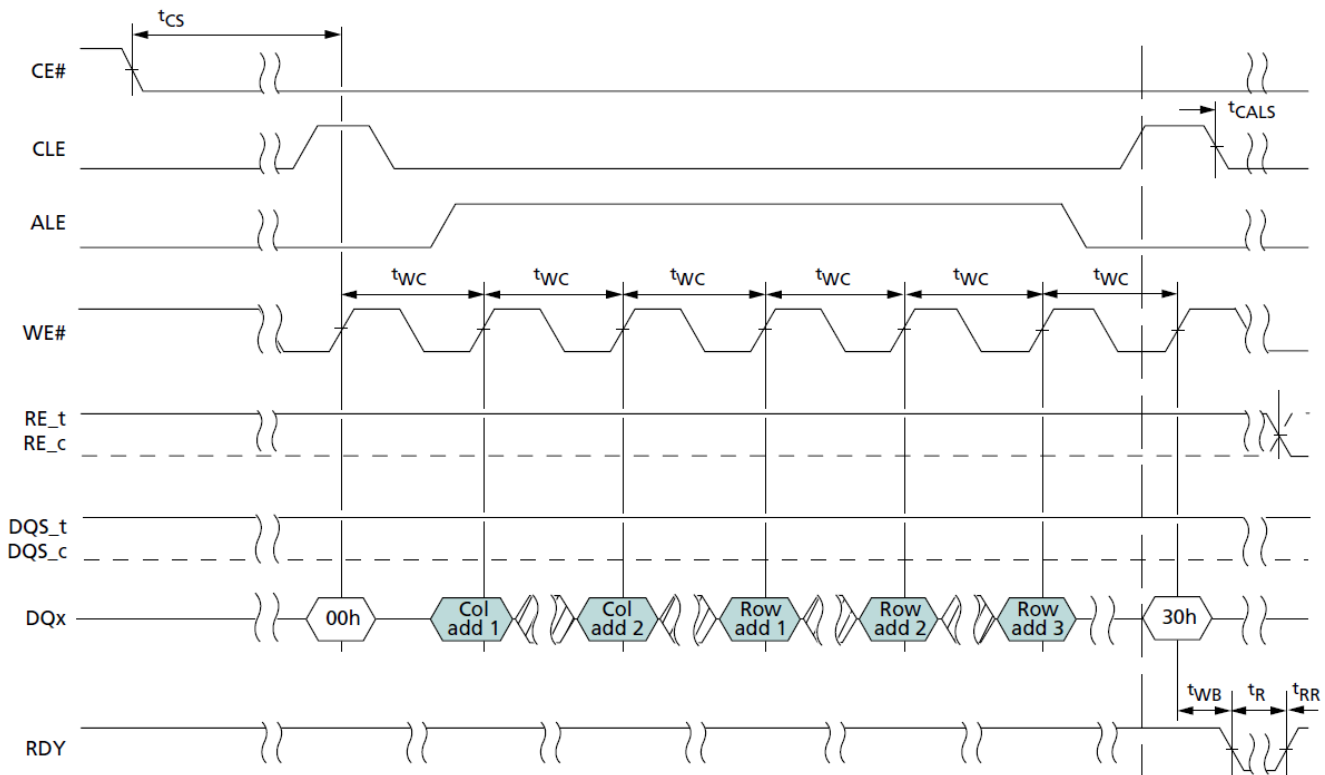 tCS
CE#
tCALS
CLE
ALE
tWC tWC tWC tWC tWC tWC
WE#
RE_t
RE_c
DQS_t
DQS_c
DQx
00h
Col
add 1
Col
add 2
Row
add 1
Row
add 2
Row
add 3
30h
tWB tR tRR
RDY